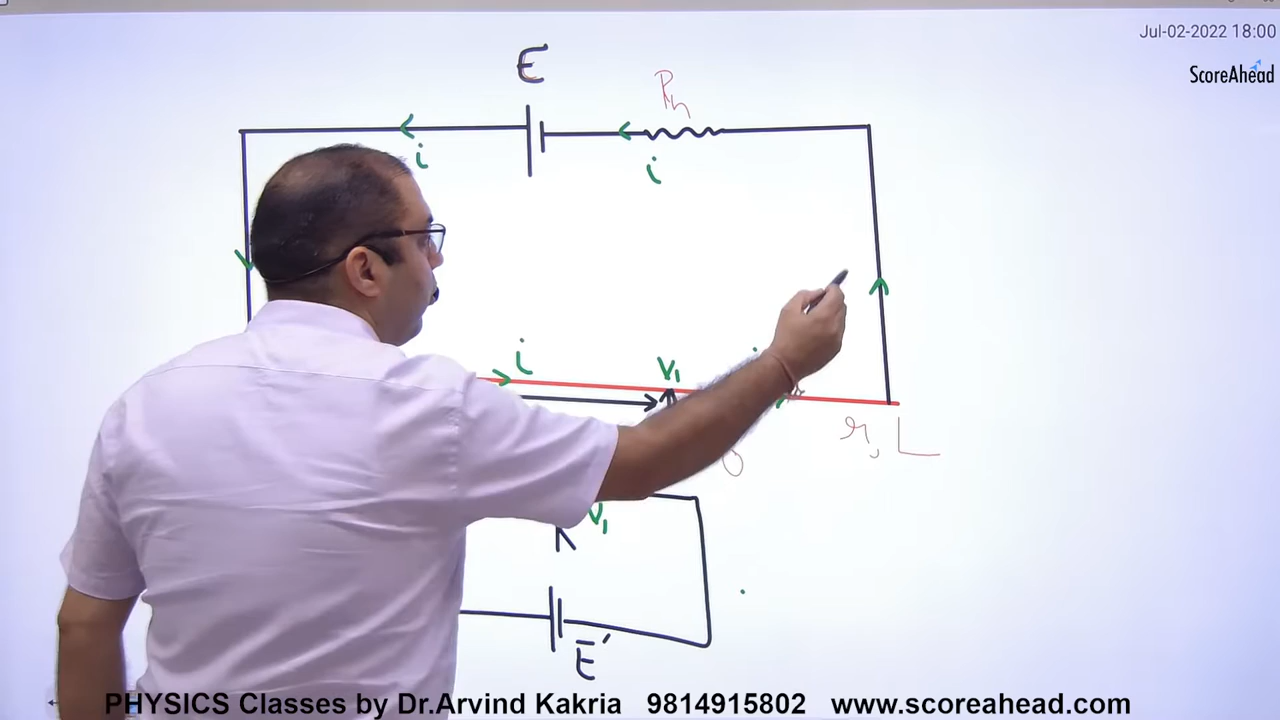 Jul-02-2022 18:00
ScoreAhead
E
Rh
i
i
i
V₁
r, L
V₁
R
E'
PHYSICS Classes by Dr.Arvind Kakria 9814915802 www.scoreahead.com